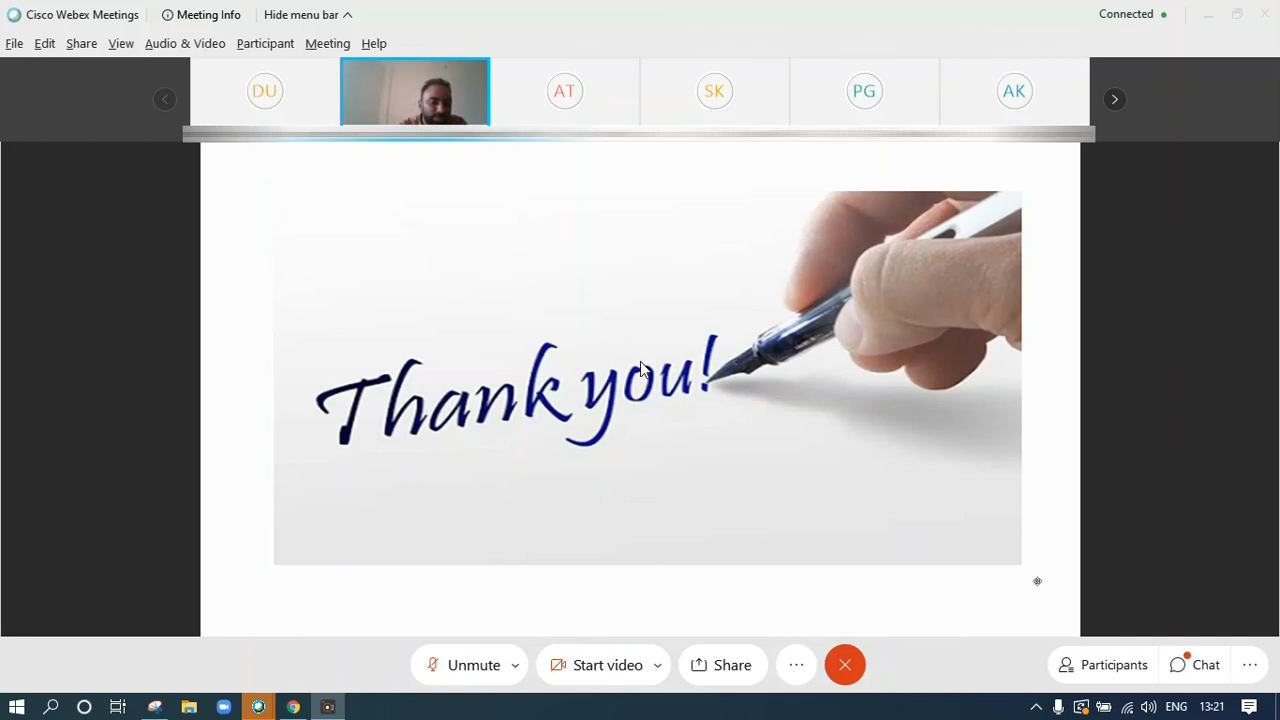 Cisco Webex Meetings
Meeting Info
Hide menu bar
Connected
File Edit Share View Audio & Video Participant Meeting Help
DU
AT
SK
PG
AK
Thank you!
Unmute
Start video
Share
Participants
Chat
ENG
13:21